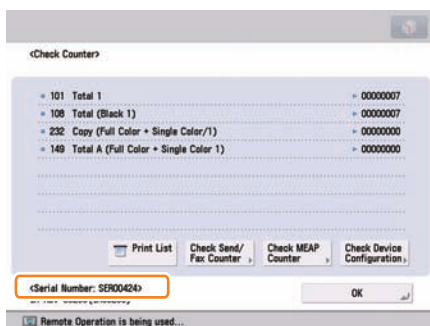 <Check Counter>
101 Total 1 00000007
108 Total (Black 1) 00000007
232 Copy (Full Color + Single Color/1) 00000000
149 Total A (Full Color + Single Color 1) 00000000
Print List
Check Send/
Fax Counter
Check MEAP
Counter
Check Device
Configuration
<Serial Number: SER00424>
OK
Remote Operation is being used...